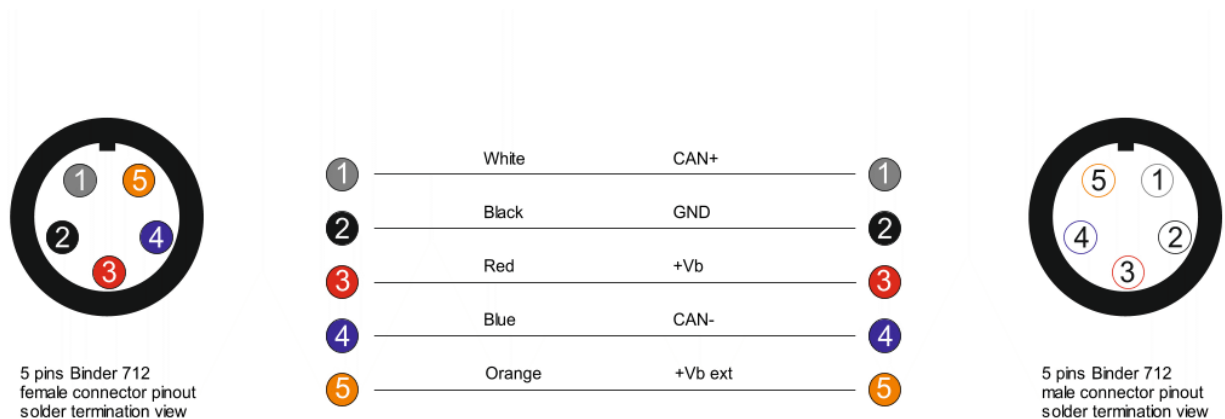 1 5
2 4
3
5 pins Binder 712
female connector pinout
solder termination view
1 White CAN+ 1
2 Black GND 2
3 Red +Vb 3
4 Blue CAN- 4
5 Orange +Vb ext 5
5 1
4 2
3
5 pins Binder 712
male connector pinout
solder termination view